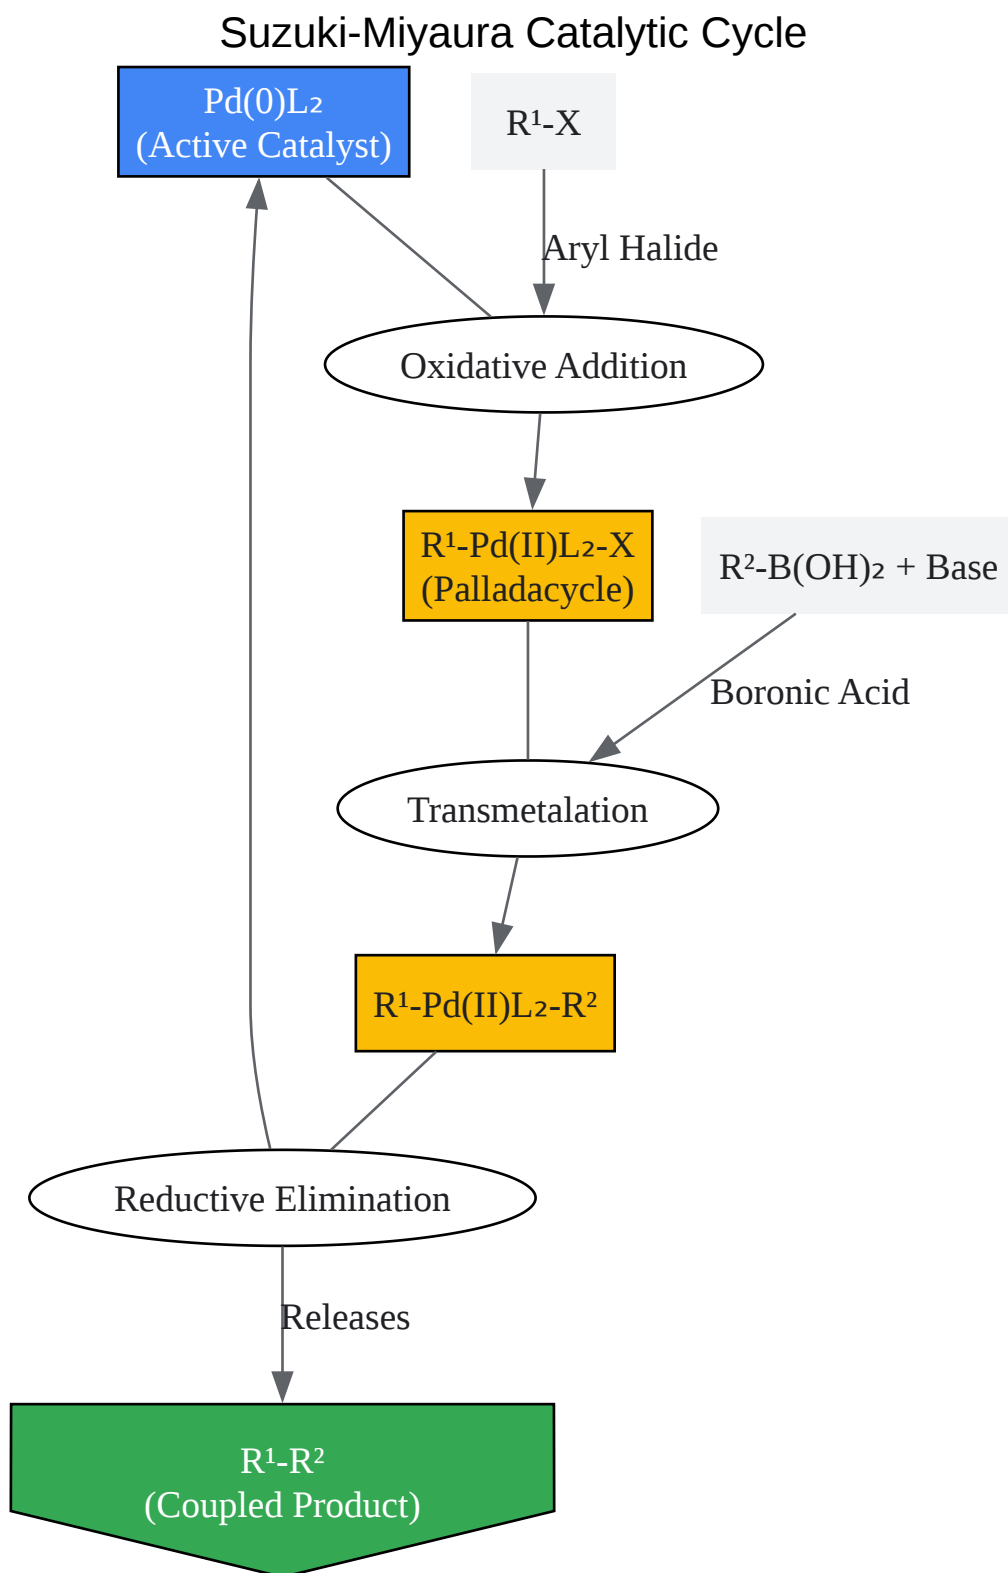 Suzuki-Miyaura Catalytic Cycle
Pd(0)L₂
(Active Catalyst)
R¹-X
Aryl Halide
Oxidative Addition
R¹-Pd(II)L₂-X
(Palladacycle)
R²-B(OH)₂ + Base
Boronic Acid
Transmetalation
R¹-Pd(II)L₂-R²
Reductive Elimination
Releases
R¹-R²
(Coupled Product)